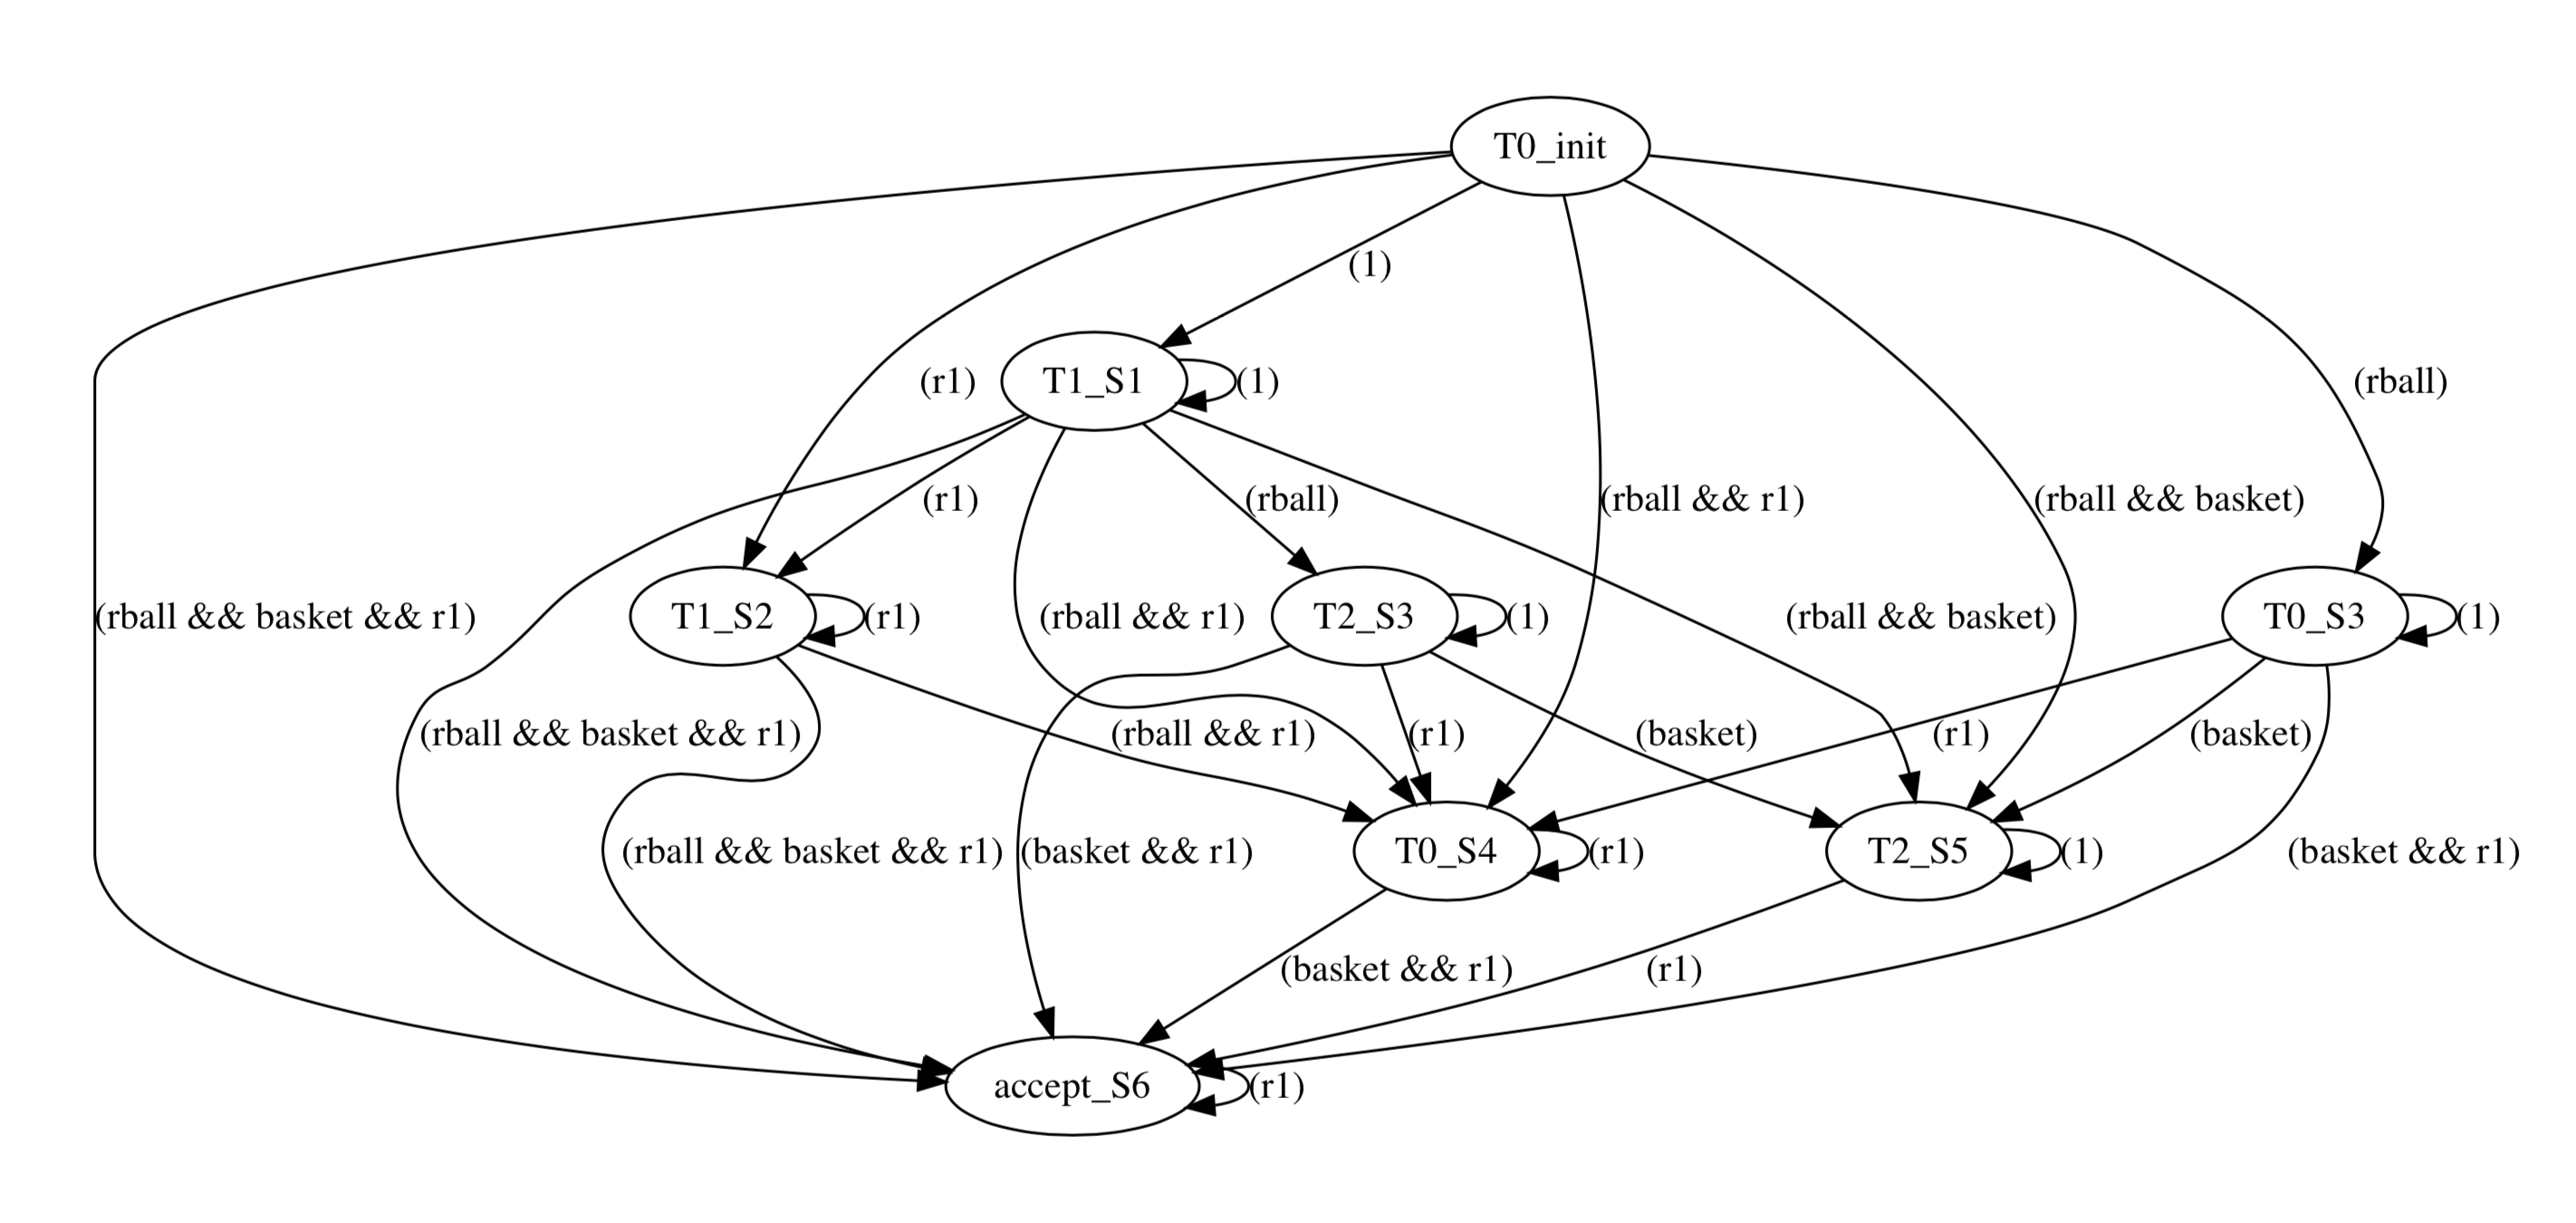 T0_init
(1)
(r1)
T1_S1
(1)
(rball)
(r1)
(rball)
(rball && r1)
(rball && basket)
(rball && basket && r1)
T1_S2
(r1)
(rball && r1)
T2_S3
(1)
(rball && basket)
T0_S3
(1)
(rball && basket && r1)
(rball && r1)
(r1)
(basket)
(r1)
(basket)
(rball && basket && r1)
(basket && r1)
T0_S4
(r1)
T2_S5
(1)
(basket && r1)
(basket && r1)
(r1)
accept_S6
(r1)